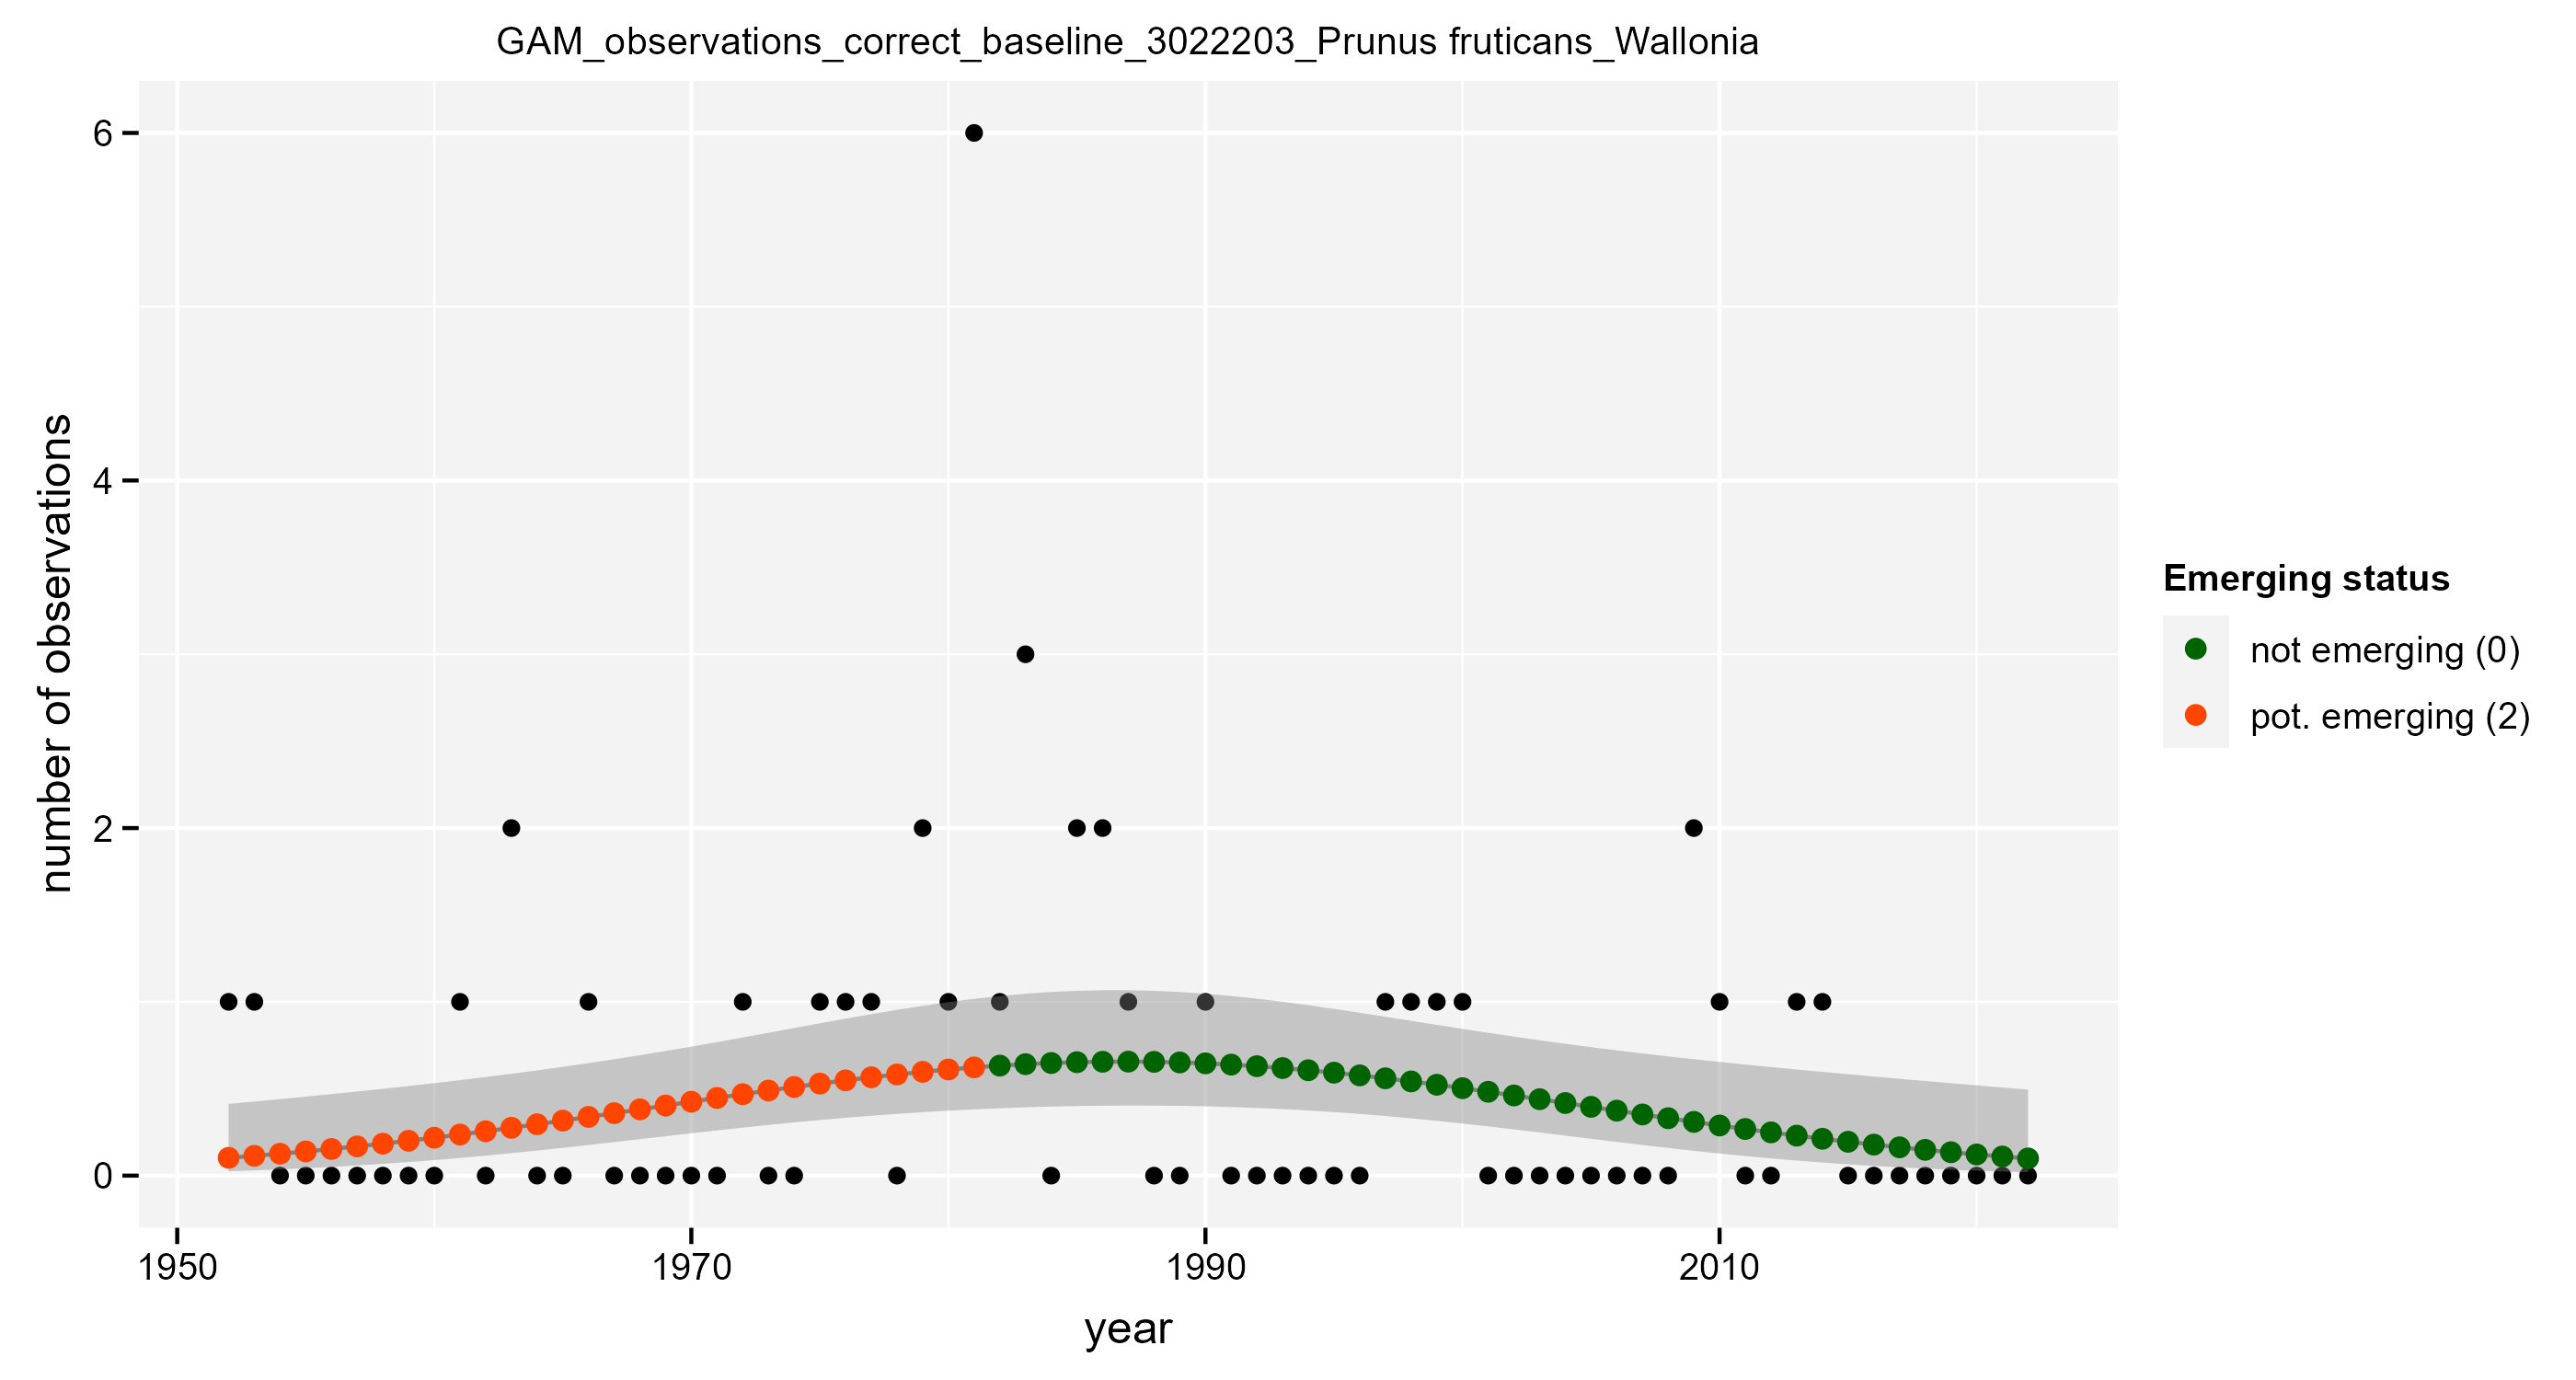 GAM_observations_correct_baseline_3022203_Prunus fruticans_Wallonia
number of observations
6
4
2
0
1950 1970 1990 2010
year
Emerging status
not emerging (0)
pot. emerging (2)